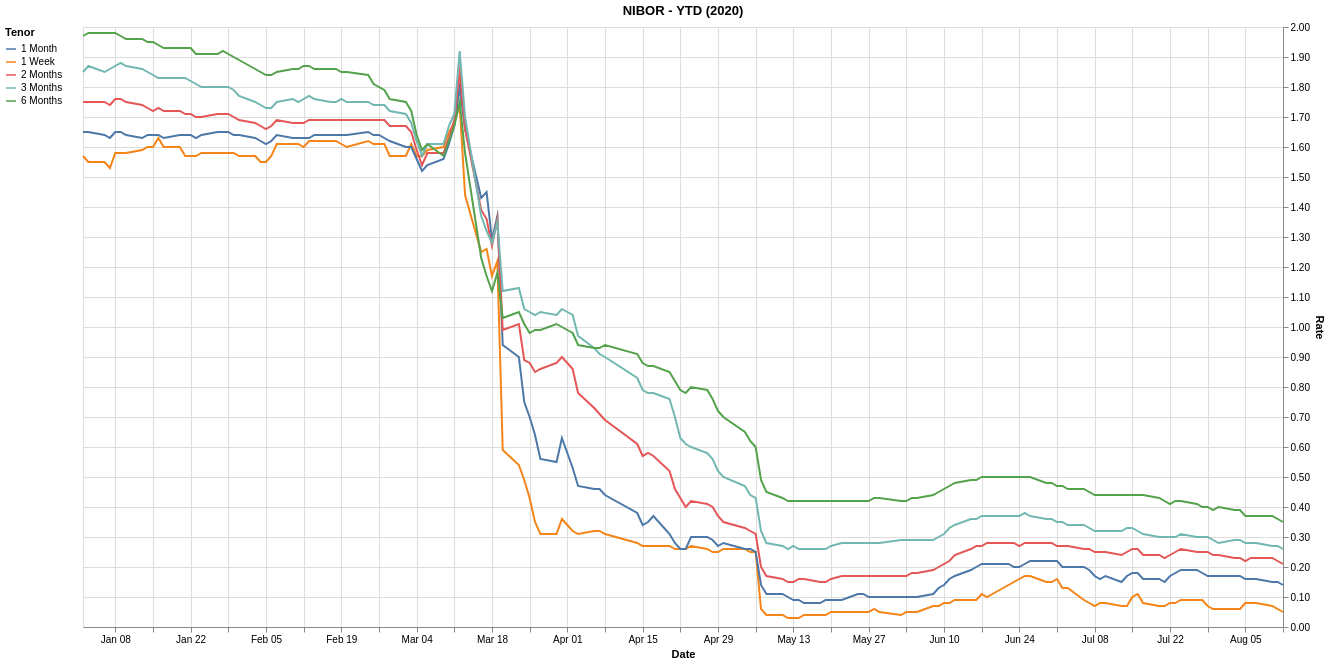 NIBOR - YTD (2020)
Tenor
1 Month
1 Week
2 Months
3 Months
6 Months
2.00
1.90
1.80
1.70
1.60
1.50
1.40
1.30
1.20
1.10
1.00
0.90
0.80
0.70
0.60
0.50
0.40
0.30
0.20
0.10
0.00
Rate
Jan 08 Jan 22 Feb 05 Feb 19 Mar 04 Mar 18 Apr 01 Apr 15 Apr 29 May 13 May 27 Jun 10 Jun 24 Jul 08 Jul 22 Aug 05
Date